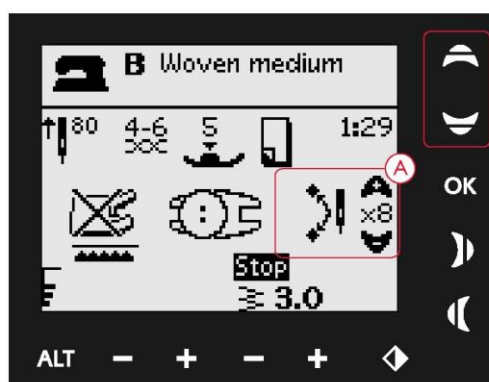 B Woven medium
80 4-6 5 1:29
A
x8
OK
Stop
3.0
ALT - + - +